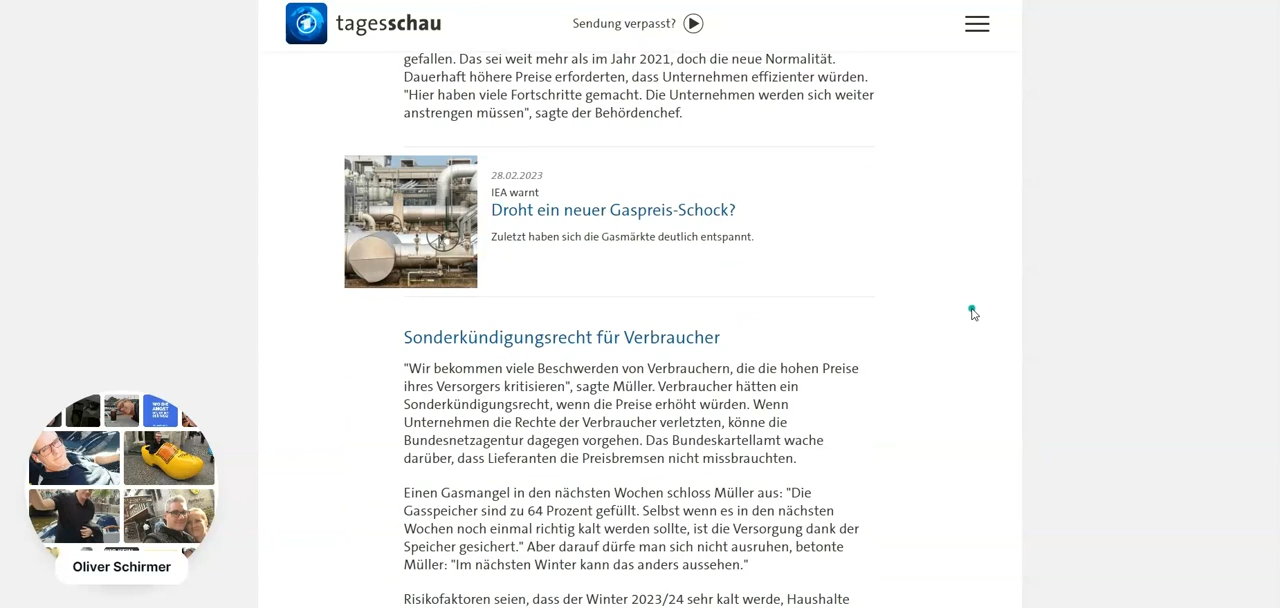 tagesschau
Sendung verpasst?
gefallen. Das sei weit mehr als im Jahr 2021, doch die neue Normalität.
Dauerhaft höhere Preise erforderten, dass Unternehmen effizienter würden.
"Hier haben viele Fortschritte gemacht. Die Unternehmen werden sich weiter
anstrengen müssen", sagte der Behördenchef.
28.02.2023
IEA warnt
Droht ein neuer Gaspreis-Schock?
Zuletzt haben sich die Gasmärkte deutlich entspannt.
Sonderkündigungsrecht für Verbraucher
"Wir bekommen viele Beschwerden von Verbrauchern, die die hohen Preise
ihres Versorgers kritisieren", sagte Müller. Verbraucher hätten ein
Sonderkündigungsrecht, wenn die Preise erhöht würden. Wenn
Unternehmen die Rechte der Verbraucher verletzten, könne die
Bundesnetzagentur dagegen vorgehen. Das Bundeskartellamt wache
darüber, dass Lieferanten die Preisbremsen nicht missbrauchten.
Einen Gasmangel in den nächsten Wochen schloss Müller aus: "Die
Gasspeicher sind zu 64 Prozent gefüllt. Selbst wenn es in den nächsten
Wochen noch einmal richtig kalt werden sollte, ist die Versorgung dank der
Speicher gesichert." Aber darauf dürfe man sich nicht ausruhen, betonte
Müller: "Im nächsten Winter kann das anders aussehen."
Risikofaktoren seien, dass der Winter 2023/24 sehr kalt werde, Haushalte
Oliver Schirmer